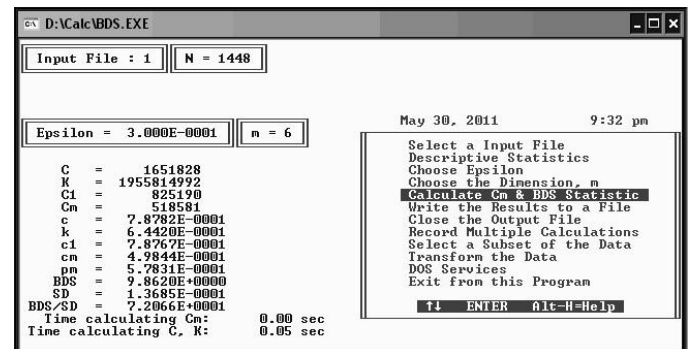 D:\Calc\BDS.EXE
Input File : 1 N = 1448
May 30, 2011 9:32 pm
Epsilon = 3.000E-0001 m = 6
C = 1651828
K = 1955814992
C1 = 825190
Cm = 518581
c = 7.8782E-0001
k = 6.4420E-0001
c1 = 7.8767E-0001
cm = 4.9844E-0001
pm = 5.7831E-0001
BDS = 9.8620E+0000
SD = 1.3685E-0001
BDS/SD = 7.2066E+0001
Time calculating Cm: 0.00 sec
Time calculating C, K: 0.05 sec
Select a Input File
Descriptive Statistics
Choose Epsilon
Choose the Dimension, m
Calculate Cm & BDS Statistic
Write the Results to a File
Close the Output File
Record Multiple Calculations
Select a Subset of the Data
Transform the Data
DOS Services
Exit from this Program
↑↓ ENTER Alt-H=Help